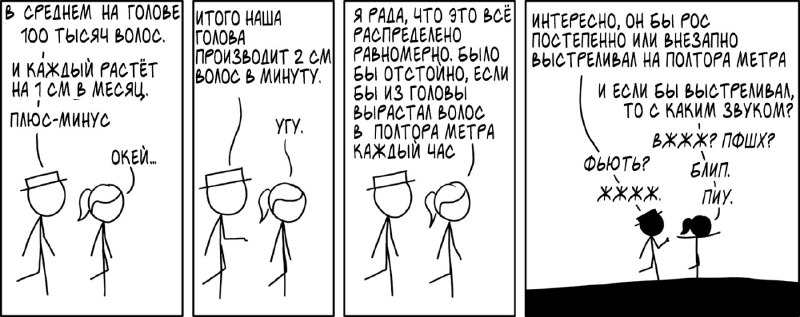 В СРЕДНЕМ НА ГОЛОВЕ
100 ТЫСЯЧ ВОЛОС.
И КАЖДЫЙ РАСТЁТ
НА 1 СМ В МЕСЯЦ.
ПЛЮС-МИНУС
ОКЕЙ...
ИТОГО НАША
ГОЛОВА
ПРОИЗВОДИТ 2 СМ
ВОЛОС В МИНУТУ.
УГУ.
Я РАДА, ЧТО ЭТО ВСЁ
РАСПРЕДЕЛЕНО
РАВНОМЕРНО. БЫЛО
БЫ ОТСТОЙНО, ЕСЛИ
БЫ ИЗ ГОЛОВЫ
ВЫРАСТАЛ ВОЛОС
В ПОЛТОРА МЕТРА
КАЖДЫЙ ЧАС
ИНТЕРЕСНО, ОН БЫ РОС
ПОСТЕПЕННО ИЛИ ВНЕЗАПНО
ВЫСТРЕЛИВАЛ НА ПОЛТОРА МЕТРА
И ЕСЛИ БЫ ВЫСТРЕЛИВАЛ,
ТО С КАКИМ ЗВУКОМ?
ВЖЖЖ? ПФШХ?
ФЬЮТЬ?
БЛИП.
ЖЖЖЖ.
ПИУ.